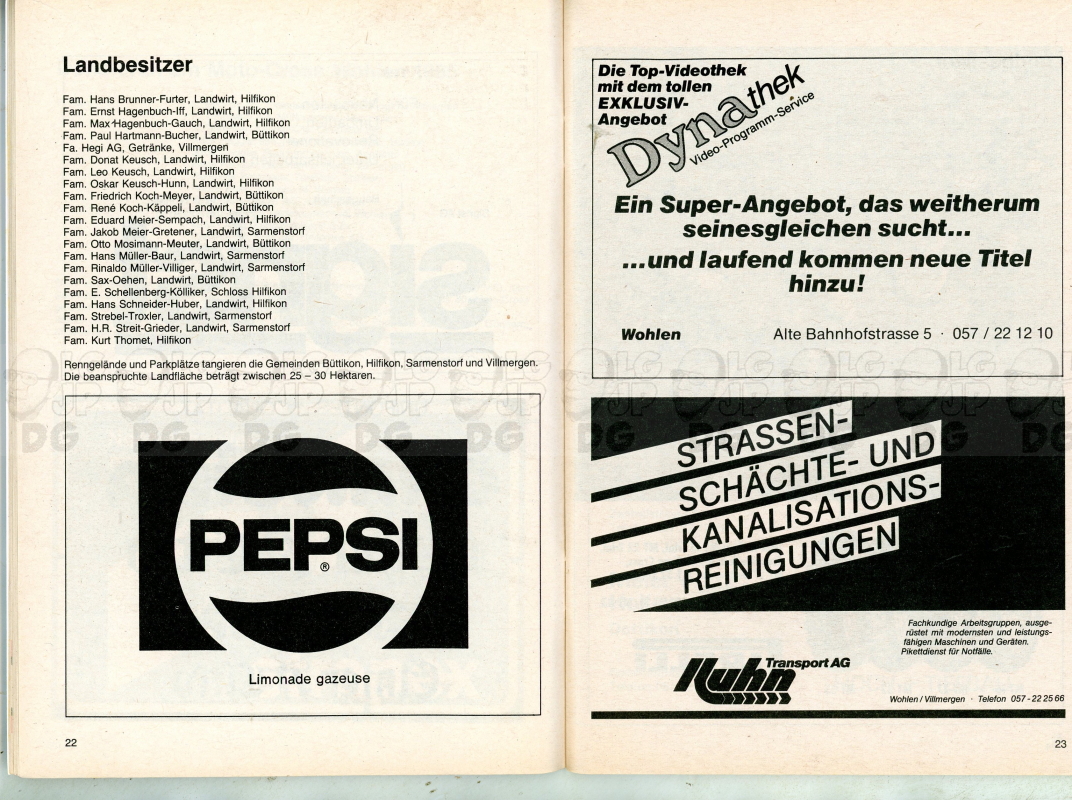 Landbesitzer
Fam. Hans Brunner-Furter, Landwirt, Hilfikon
Fam. Ernst Hagenbuch-Iff, Landwirt, Hilfikon
Fam. Max Hagenbuch-Gauch, Landwirt, Hilfikon
Fam. Paul Hartmann-Bucher, Landwirt, Büttikon
Fa. Hegi AG, Getränke, Villmergen
Fam. Donat Keusch, Landwirt, Hilfikon
Fam. Leo Keusch, Landwirt, Hilfikon
Fam. Oskar Keusch-Hunn, Landwirt, Hilfikon
Fam. Friedrich Koch-Meyer, Landwirt, Büttikon
Fam. René Koch-Käppeli, Landwirt, Büttikon
Fam. Eduard Meier-Sempach, Landwirt, Hilfikon
Fam. Jakob Meier-Gretener, Landwirt, Sarmenstorf
Fam. Otto Mosimann-Meuter, Landwirt, Büttikon
Fam. Hans Müller-Baur, Landwirt, Sarmenstorf
Fam. Rinaldo Müller-Villiger, Landwirt, Sarmenstorf
Fam. Sax-Oehen, Landwirt, Büttikon
Fam. E. Schellenberg-Kölliker, Schloss Hilfikon
Fam. Hans Schneider-Huber, Landwirt, Hilfikon
Fam. Strebel-Troxler, Landwirt, Sarmenstorf
Fam. H.R. Streit-Grieder, Landwirt, Sarmenstorf
Fam. Kurt Thomet, Hilfikon
Renngelände und Parkplätze tangieren die Gemeinden Büttikon, Hilfikon, Sarmenstorf und Villmergen.
Die beanspruchte Landfläche beträgt zwischen 25 – 30 Hektaren.
PEPSI
®
Limonade gazeuse
22
Die Top-Videothek
mit dem tollen
EXKLUSIV-
Angebot
Dynathek
Video-Programm-Service
Ein Super-Angebot, das weitherum
seinesgleichen sucht...
...und laufend kommen neue Titel
hinzu!
Wohlen Alte Bahnhofstrasse 5 · 057 / 22 12 10
STRASSEN-
SCHÄCHTE- UND
KANALISATIONS-
REINIGUNGEN
Fachkundige Arbeitsgruppen, ausge-
rüstet mit modernsten und leistungs-
fähigen Maschinen und Geräten.
Pikettdienst für Notfälle.
Kuhn Transport AG
Wohlen / Villmergen · Telefon 057 - 22 25 66
23